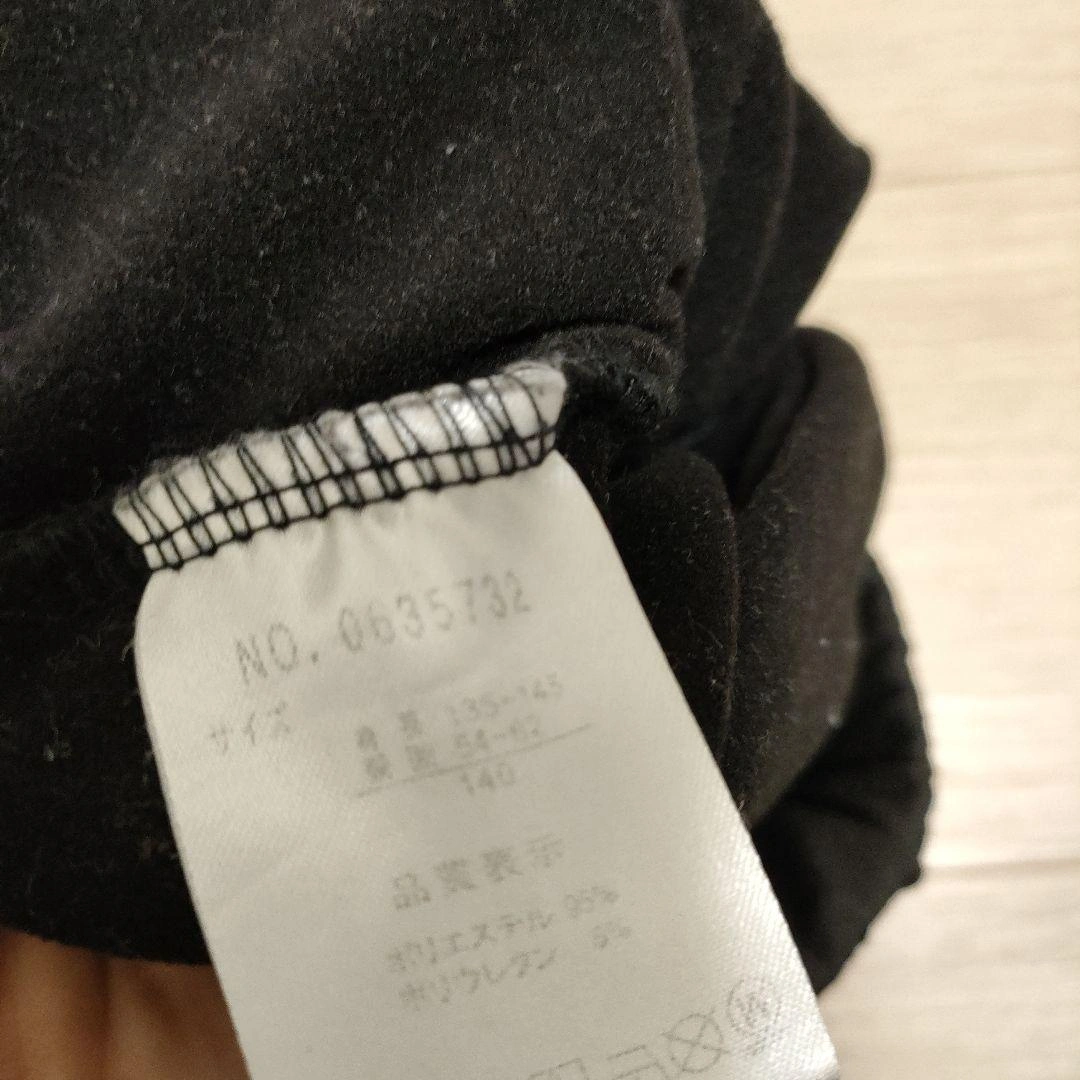 NO. 0635732
サイズ
身長 135-145
胸囲 64-62
140
品質表示
ポリエステル 95%
ポリウレタン 5%
W